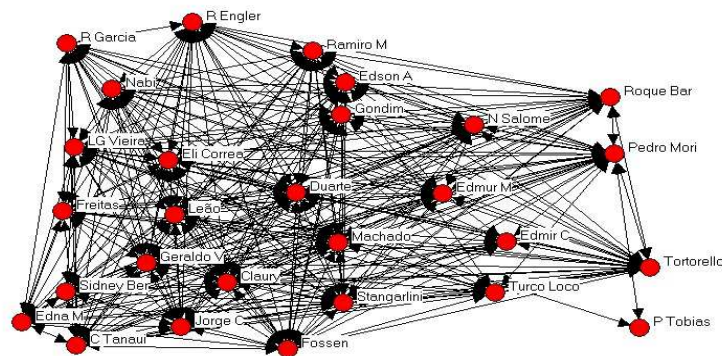 R Engler
R Garcia
Ramiro M
Edson A
Nabi
Roque Bar
Gondim
N Salome
LG Vieira
Pedro Mori
Eli Correa
Duarte
Edmur M
Freitas
Leão
Machado
Edmir C
Geraldo V
Tortorello
Claury
Sidney Ber
Turco Loco
Stangarlini
Edna M
Jorge C
P Tobias
C Tanaui
Fossen